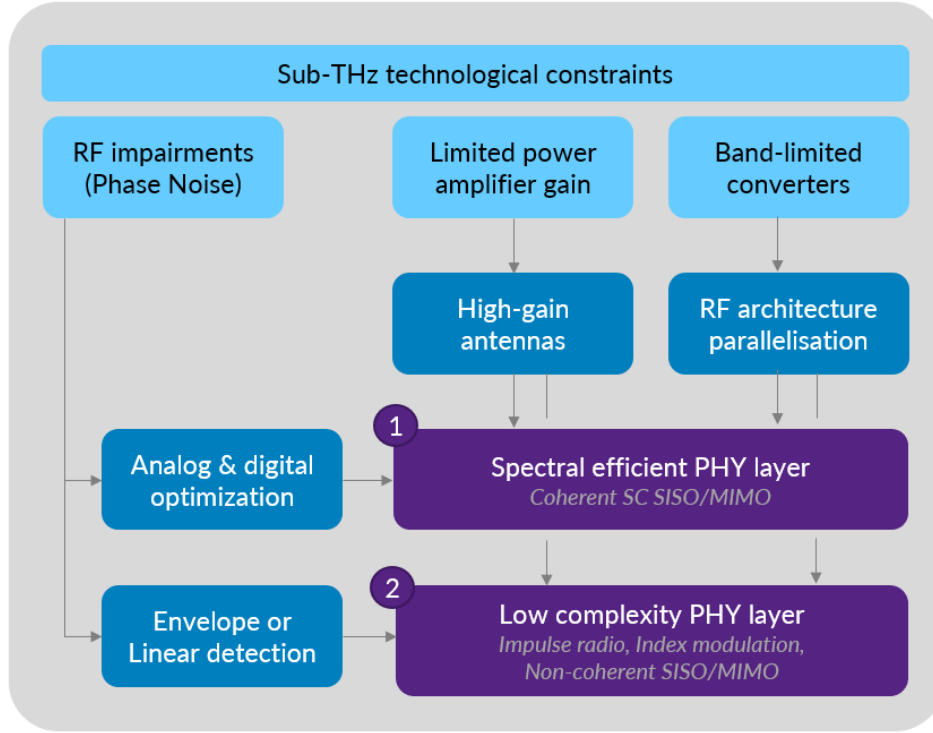 Sub-THz technological constraints
RF impairments
(Phase Noise)
Limited power
amplifier gain
Band-limited
converters
High-gain
antennas
RF architecture
parallelisation
1
Analog & digital
optimization
Spectral efficient PHY layer
Coherent SC SISO/MIMO
2
Envelope or
Linear detection
Low complexity PHY layer
Impulse radio, Index modulation,
Non-coherent SISO/MIMO